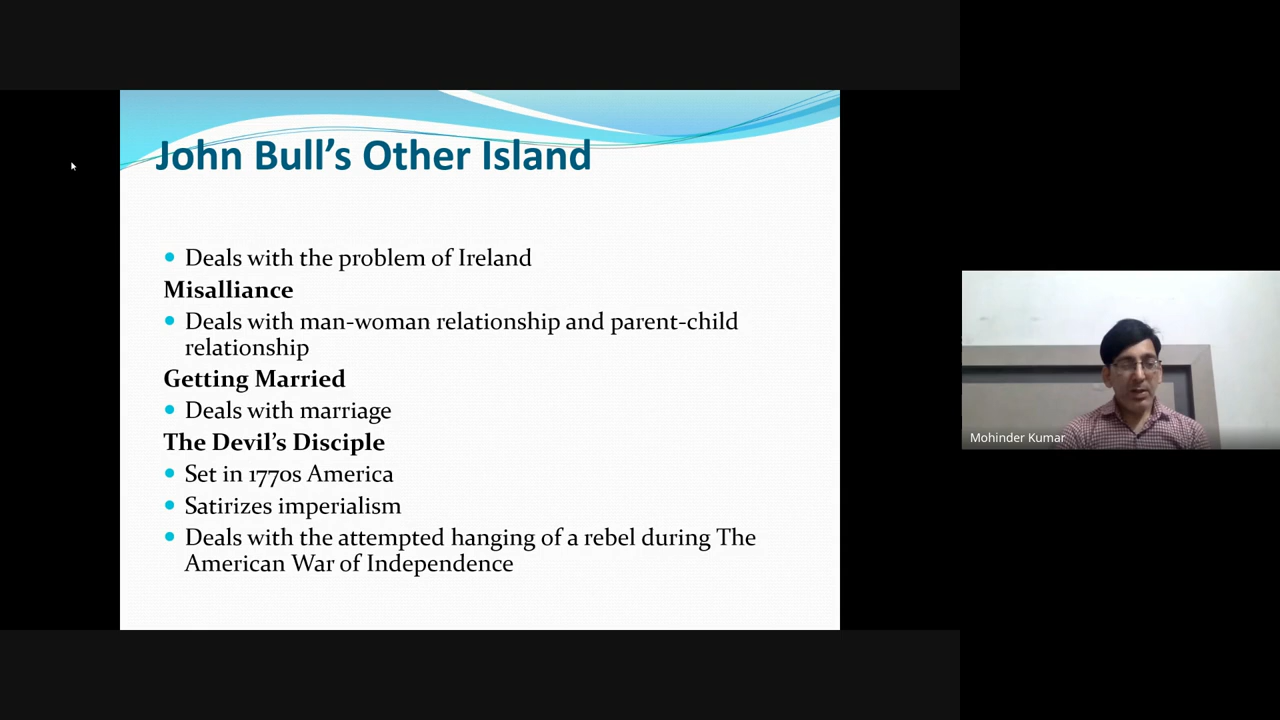 John Bull’s Other Island
Deals with the problem of Ireland
Misalliance
Deals with man-woman relationship and parent-child
relationship
Getting Married
Deals with marriage
The Devil’s Disciple
Set in 1770s America
Satirizes imperialism
Deals with the attempted hanging of a rebel during The
American War of Independence
Mohinder Kumar